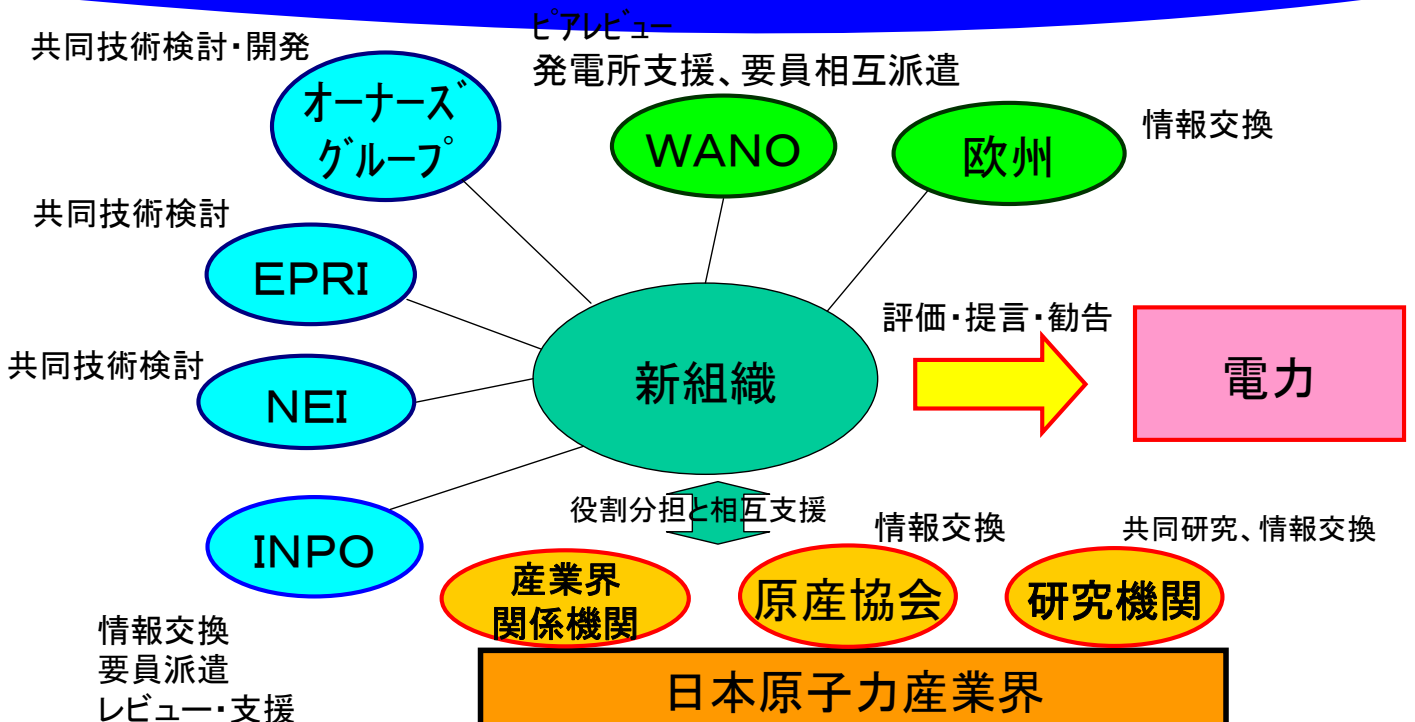 ピアレビュー
共同技術検討・開発
発電所支援、要員相互派遣
オーナーズ
グループ
WANO
欧州
情報交換
共同技術検討
EPRI
評価・提言・勧告
共同技術検討
NEI
新組織
電力
役割分担と相互支援
INPO
情報交換
共同研究、情報交換
産業界
関係機関
原産協会
研究機関
情報交換
要員派遣
レビュー・支援
日本原子力産業界